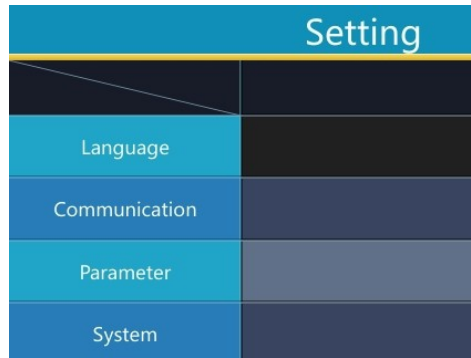 Setting
Language
Communication
Parameter
System